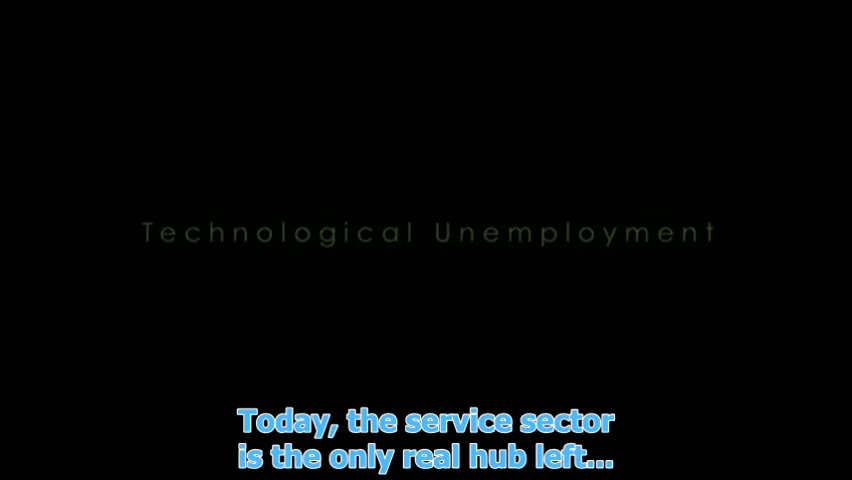 Technological Unemployment
Today, the service sector
is the only real hub left...